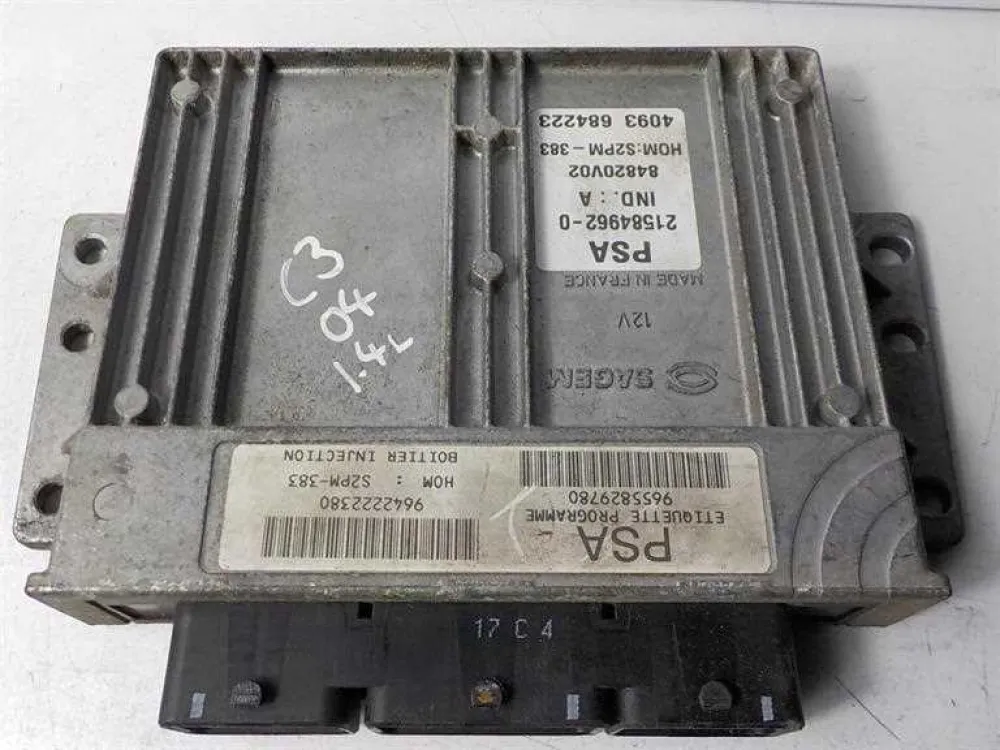 PSA
21584962-0
IND. : A
84820V02
HOM:S2PM-383
4093 684223
MADE IN FRANCE
12V
SAGEM
C3
04
1.4L
PSA
ETIQUETTE PROGRAMME
9655829780
9642222380
HOM : S2PM-383
BOITIER INJECTION
17 C 4